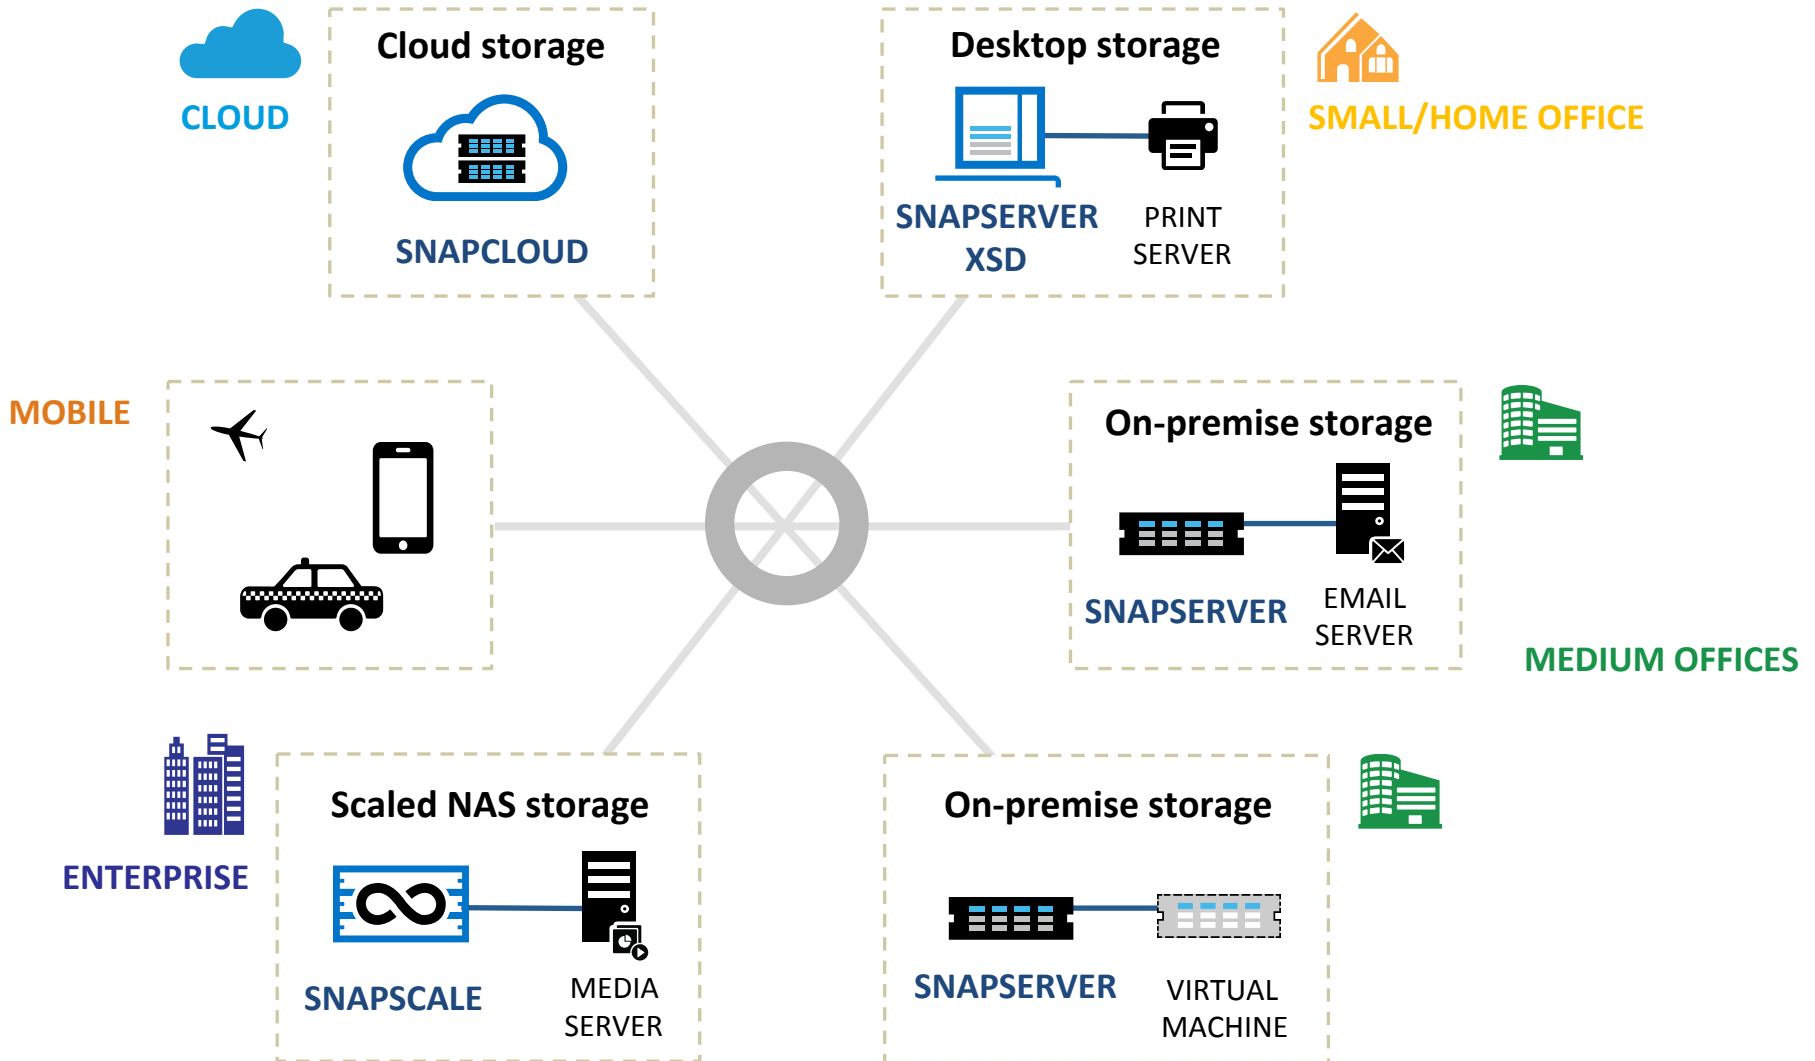 Cloud storage
CLOUD
SNAPCLOUD
Desktop storage
SMALL/HOME OFFICE
SNAPSERVER
XSD
PRINT
SERVER
MOBILE
On-premise storage
SNAPSERVER
EMAIL
SERVER
MEDIUM OFFICES
ENTERPRISE
Scaled NAS storage
SNAPSCALE
MEDIA
SERVER
On-premise storage
SNAPSERVER
VIRTUAL
MACHINE